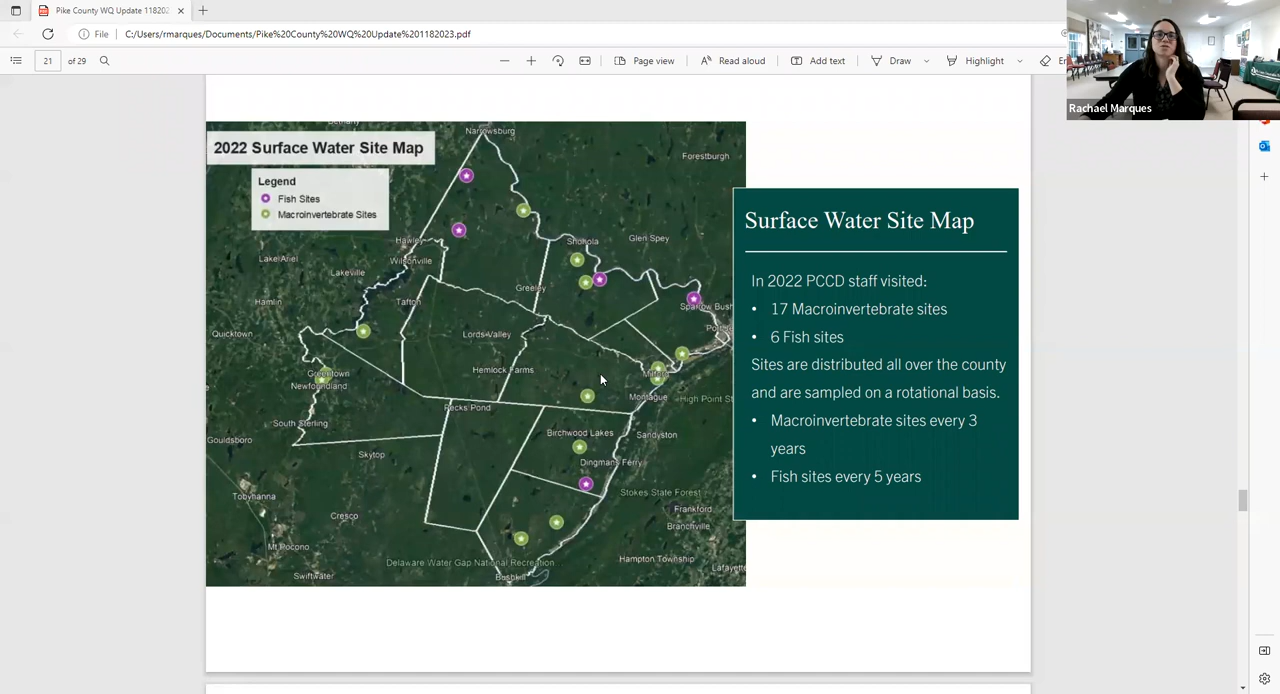 Pike County WQ Update 118202
File
C:/Users/rmarques/Documents/Pike%20County%20WQ%20Update%201182023.pdf
21 of 29
Page view
Read aloud
Add text
Draw
Highlight
Rachael Marques
2022 Surface Water Site Map
Legend
Fish Sites
Macroinvertebrate Sites
Narrowsburg
Forestburgh
Hawley
Shohola
Glen Spey
Wilsonville
Lake Ariel
Lakeville
Greeley
Hamlin
Tafton
Sparrow Bush
Quicktown
Lords Valley
Greentown
Hemlock Farms
Newfoundland
Montague
High Point St
Pecks Pond
South Sterling
Birchwood Lakes
Sandyston
Gouldsboro
Skytop
Dingmans Ferry
Tobyhanna
Stokes State Forest
Cresco
Frankford
Branchville
Mt Pocono
Delaware Water Gap National Recreation
Hampton Township
Swiftwater
Bushkill
Lafayette
Surface Water Site Map
In 2022 PCCD staff visited:
• 17 Macroinvertebrate sites
• 6 Fish sites
Sites are distributed all over the county
and are sampled on a rotational basis.
• Macroinvertebrate sites every 3
years
• Fish sites every 5 years